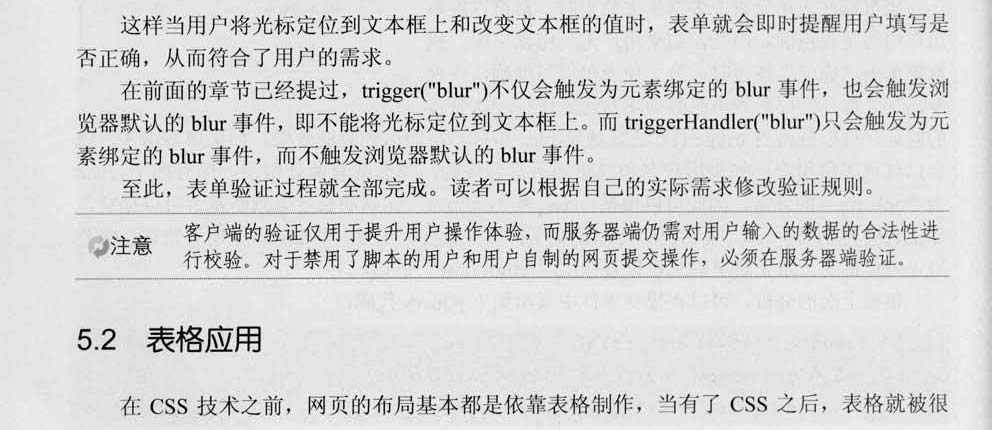 这样当用户将光标定位到文本框上和改变文本框的值时，表单就会即时提醒用户填写是
否正确，从而符合了用户的需求。
在前面的章节已经提过，trigger("blur")不仅会触发为元素绑定的 blur 事件，也会触发浏
览器默认的 blur 事件，即不能将光标定位到文本框上。而 triggerHandler("blur")只会触发为元
素绑定的 blur 事件，而不触发浏览器默认的 blur 事件。
至此，表单验证过程就全部完成。读者可以根据自己的实际需求修改验证规则。
注意
客户端的验证仅用于提升用户操作体验，而服务器端仍需对用户输入的数据的合法性进
行校验。对于禁用了脚本的用户和用户自制的网页提交操作，必须在服务器端验证。
5.2 表格应用
在 CSS 技术之前，网页的布局基本都是依靠表格制作，当有了 CSS 之后，表格就被很